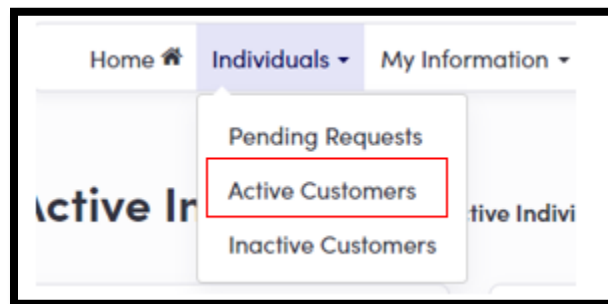 Home Individuals My Information
Pending Requests
Active Customers
Inactive Customers